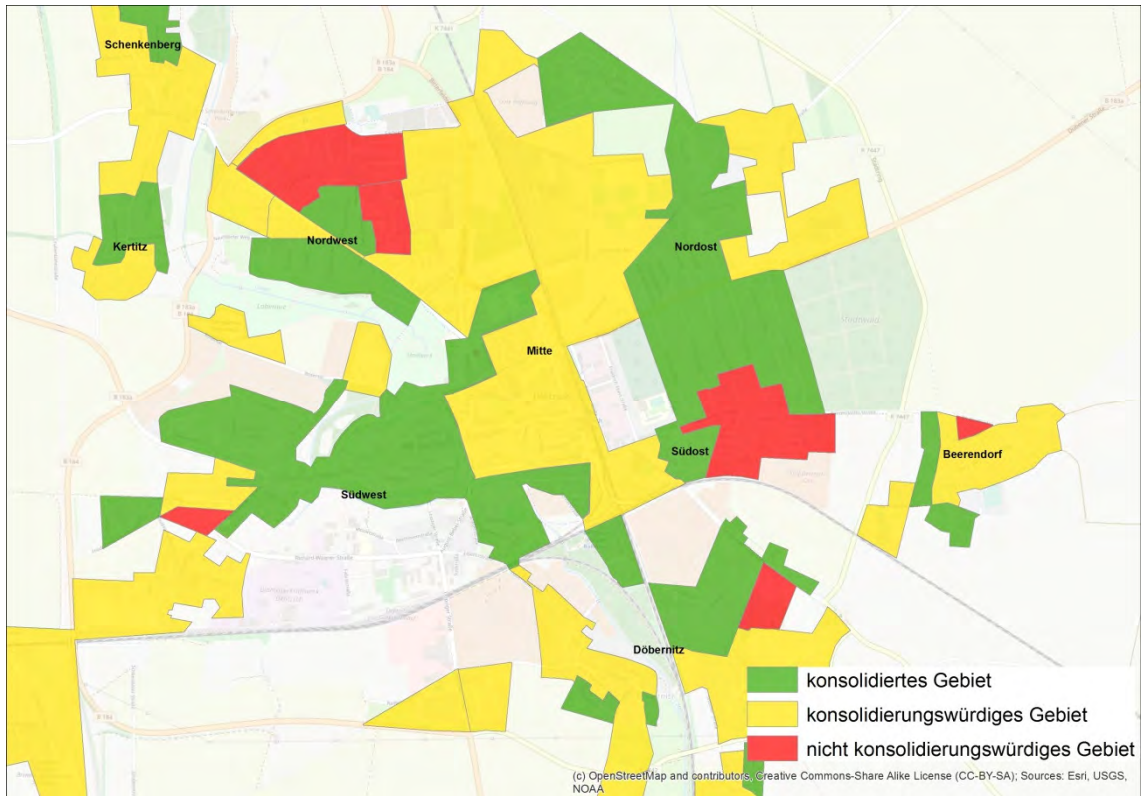 Schenkenberg
Kertitz
Nordwest
Nordost
Mitte
Südost
Beerendorf
Südwest
Döbernitz
konsolidiertes Gebiet
konsolidierungswürdiges Gebiet
nicht konsolidierungswürdiges Gebiet
(c) OpenStreetMap and contributors, Creative Commons-Share Alike License (CC-BY-SA); Sources: Esri, USGS,
NOAA